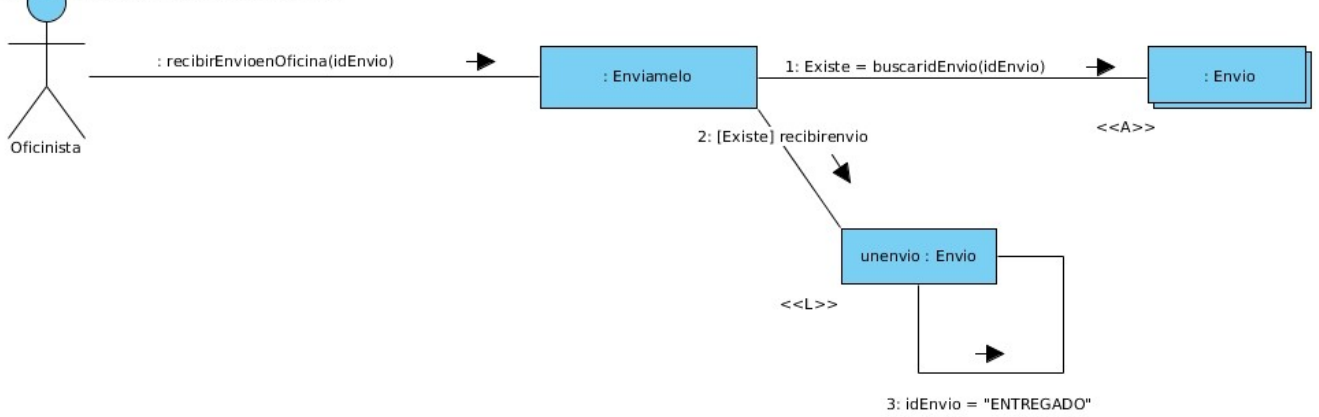 : recibirEnvioenOficina(idEnvio)
: Enviamelo
1: Existe = buscaridEnvio(idEnvio)
: Envio
<<A>>
Oficinista
2: [Existe] recibirenvio
unenvio : Envio
<<L>>
3: idEnvio = "ENTREGADO"